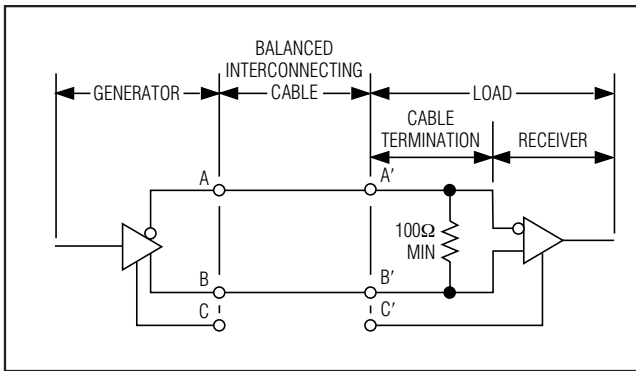 BALANCED
INTERCONNECTING
CABLE
GENERATOR
LOAD
CABLE
TERMINATION
RECEIVER
A
A′
100Ω
MIN
B
B′
C
C′